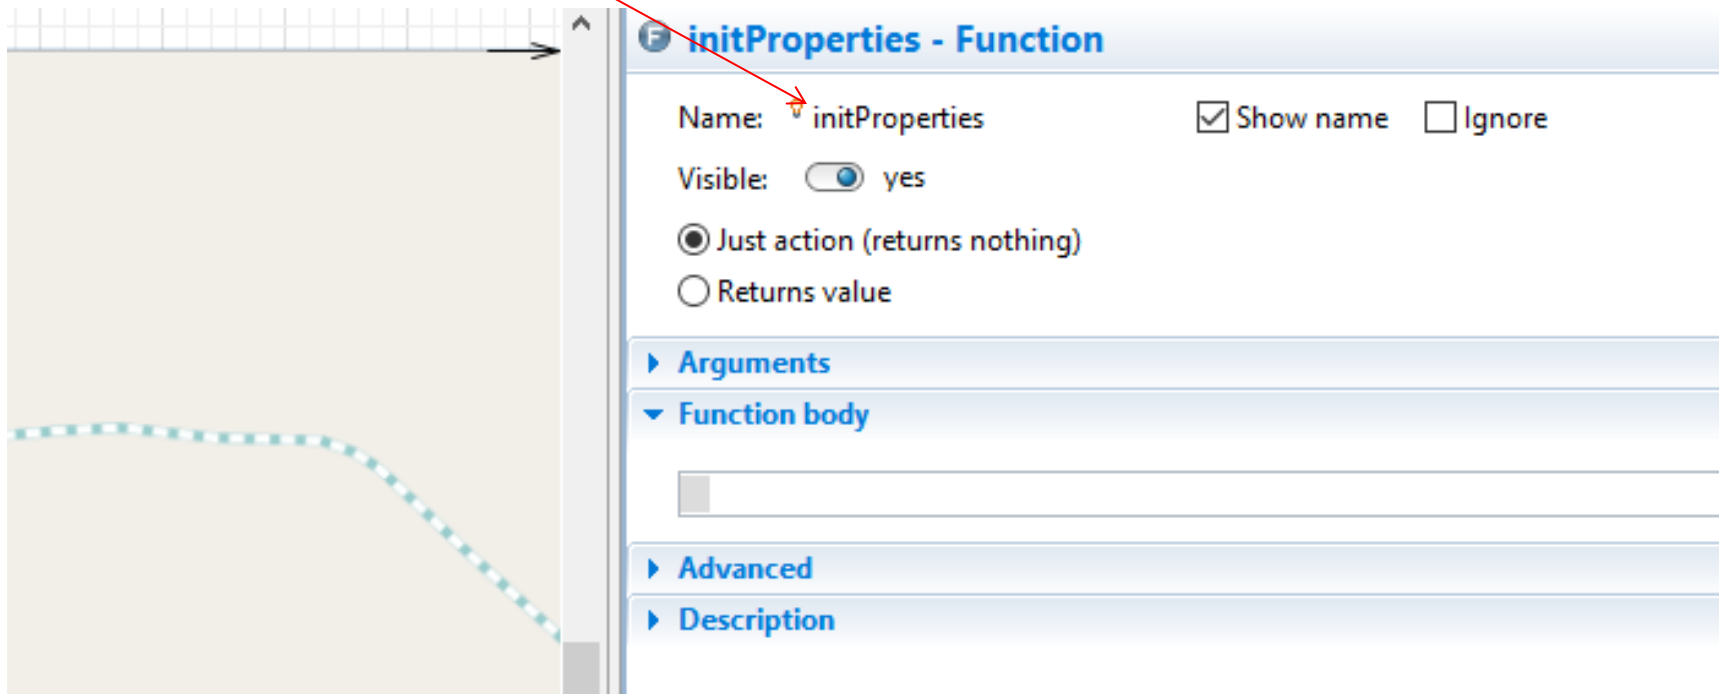 initProperties - Function
Name: initProperties Show name Ignore
Visible: yes
Just action (returns nothing)
Returns value
Arguments
Function body
Advanced
Description